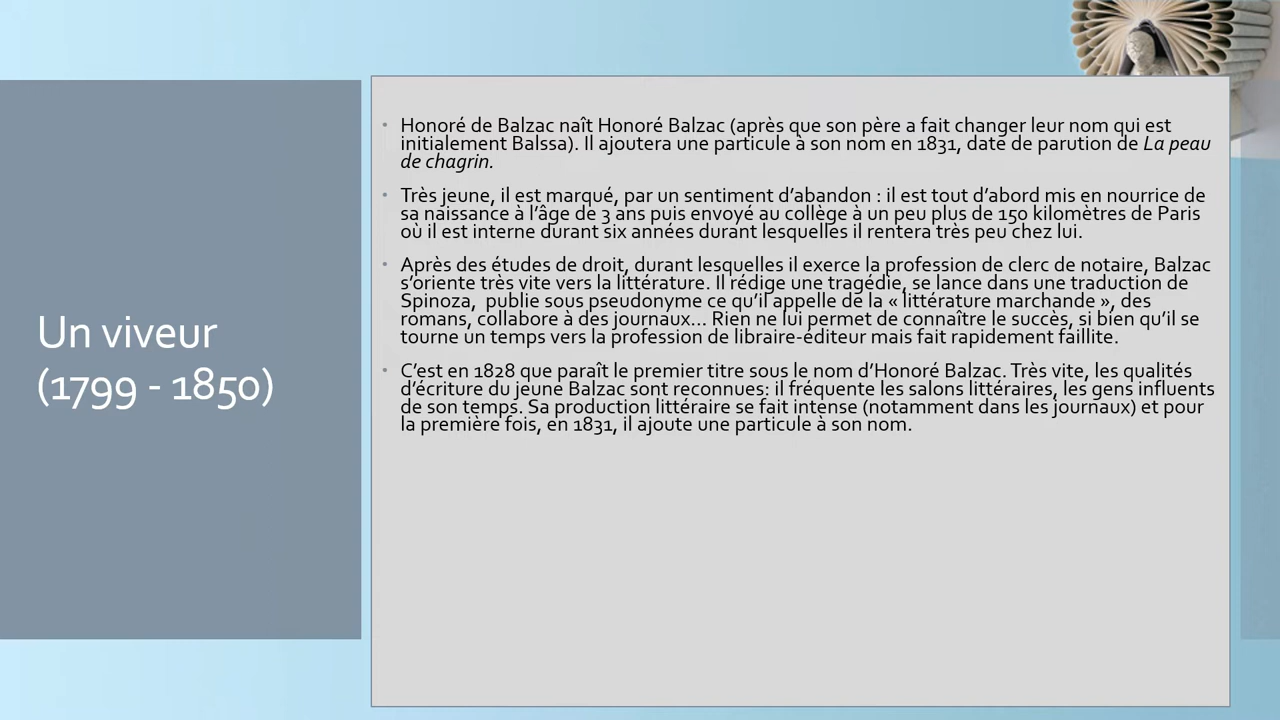 Un viveur
(1799 - 1850)
• Honoré de Balzac naît Honoré Balzac (après que son père a fait changer leur nom qui est
initialement Balssa). Il ajoutera une particule à son nom en 1831, date de parution de La peau
de chagrin.
• Très jeune, il est marqué, par un sentiment d’abandon : il est tout d’abord mis en nourrice de
sa naissance à l’âge de 3 ans puis envoyé au collège à un peu plus de 150 kilomètres de Paris
où il est interne durant six années durant lesquelles il rentera très peu chez lui.
• Après des études de droit, durant lesquelles il exerce la profession de clerc de notaire, Balzac
s’oriente très vite vers la littérature. Il rédige une tragédie, se lance dans une traduction de
Spinoza,  publie sous pseudonyme ce qu’il appelle de la « littérature marchande », des
romans, collabore à des journaux… Rien ne lui permet de connaître le succès, si bien qu’il se
tourne un temps vers la profession de libraire-éditeur mais fait rapidement faillite.
• C’est en 1828 que paraît le premier titre sous le nom d’Honoré Balzac. Très vite, les qualités
d’écriture du jeune Balzac sont reconnues: il fréquente les salons littéraires, les gens influents
de son temps. Sa production littéraire se fait intense (notamment dans les journaux) et pour
la première fois, en 1831, il ajoute une particule à son nom.